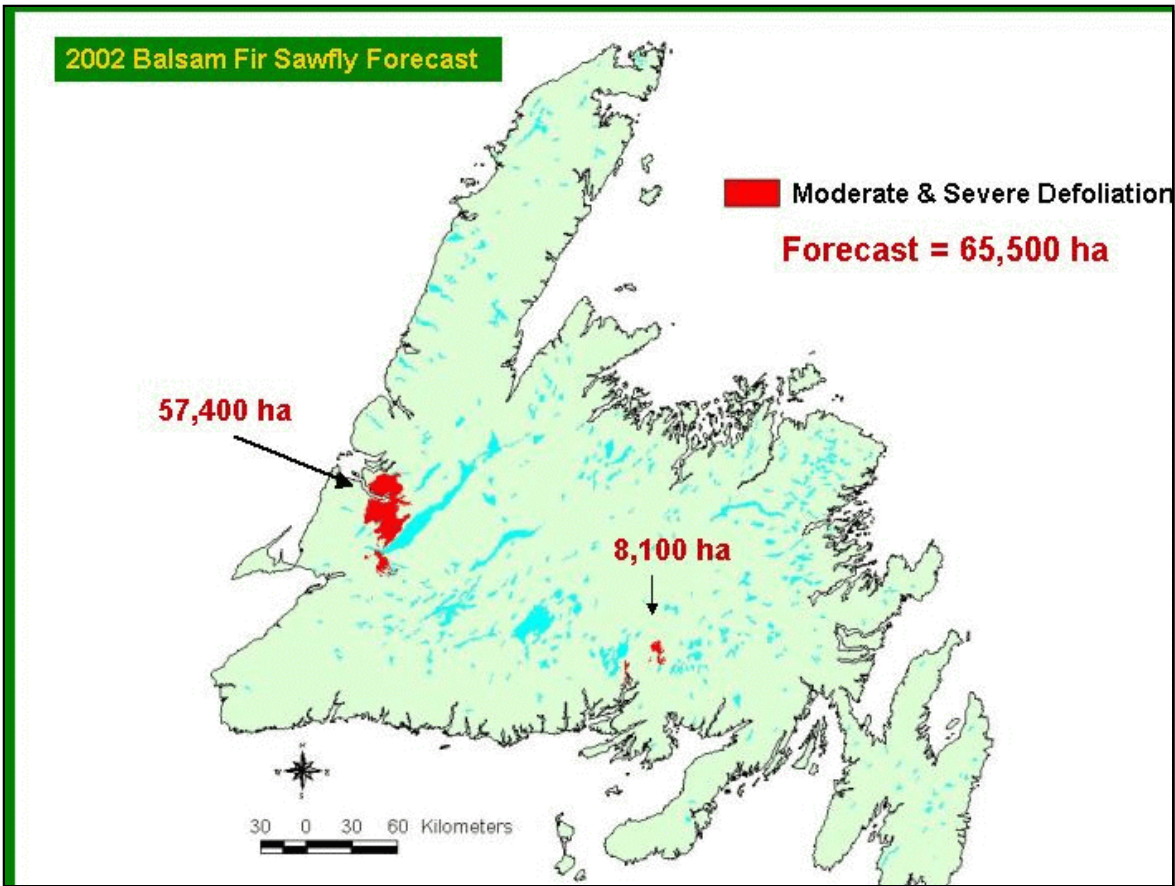 2002 Balsam Fir Sawfly Forecast
Moderate & Severe Defoliation
Forecast = 65,500 ha
57,400 ha
8,100 ha
W E
S
30 0 30 60 Kilometers